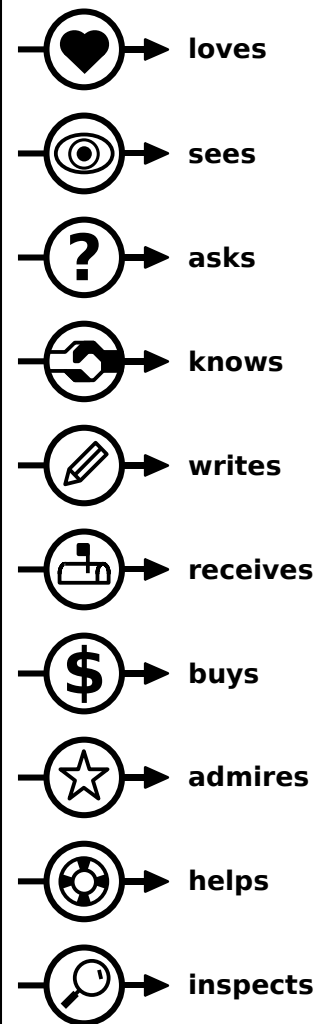 loves
sees
? asks
knows
writes
receives
$ buys
admires
helps
inspects